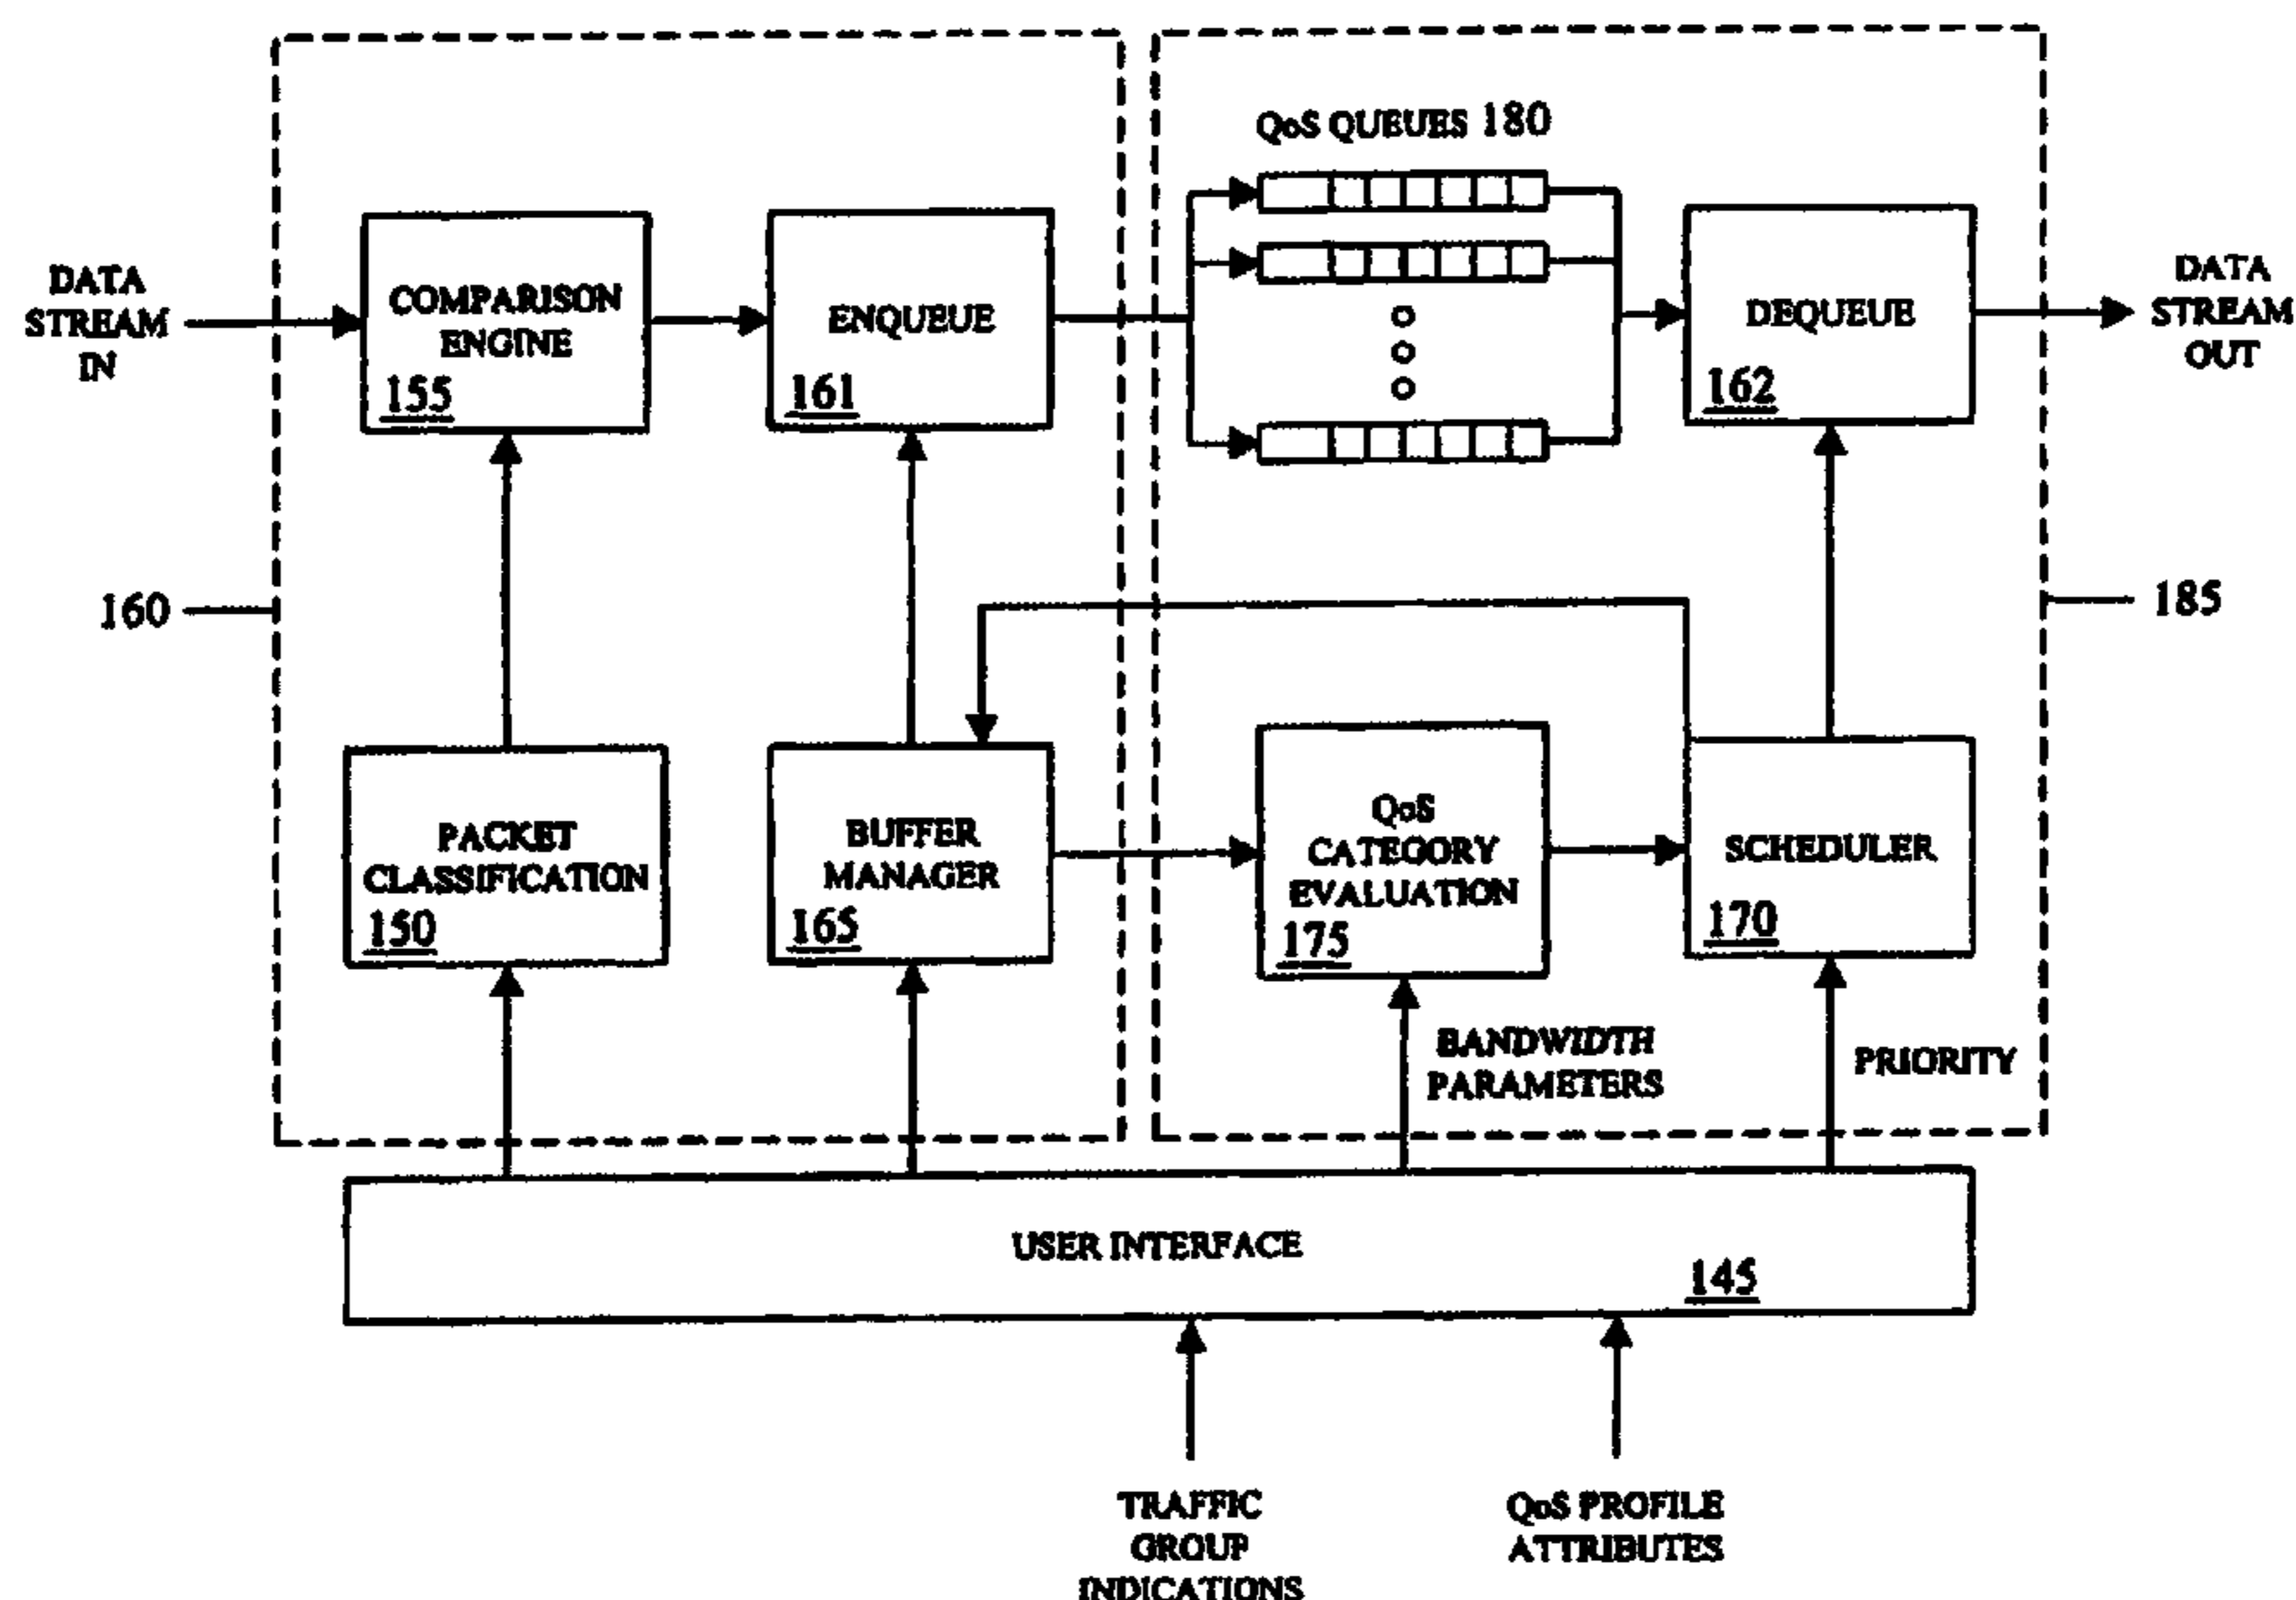 QoS QUEUES 180
DATA
STREAM
IN
COMPARISON
ENGINE
155
ENQUEUE
161
DEQUEUE
162
DATA
STREAM
OUT
160
185
PACKET
CLASSIFICATION
150
BUFFER
MANAGER
165
QoS
CATEGORY
EVALUATION
175
SCHEDULER
170
BANDWIDTH
PARAMETERS
PRIORITY
USER INTERFACE
145
TRAFFIC
GROUP
INDICATIONS
QoS PROFILE
ATTRIBUTES